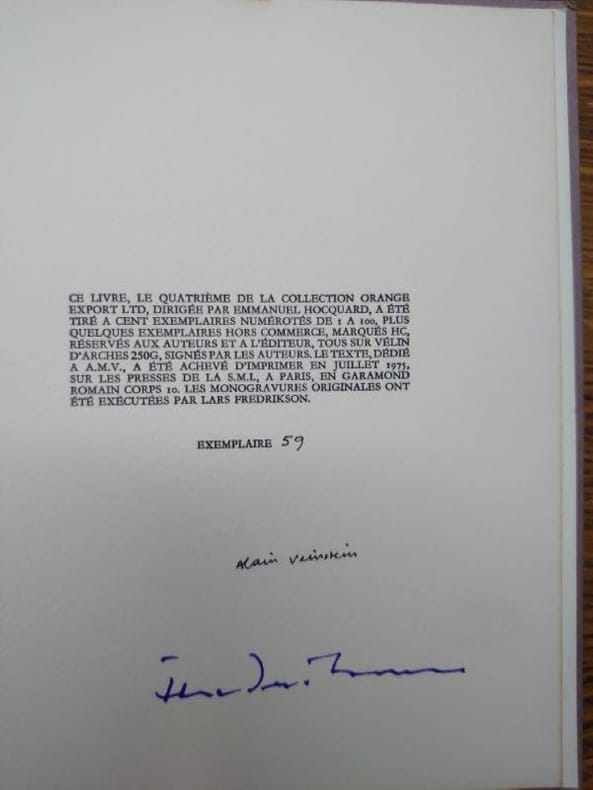 CE LIVRE, LE QUATRIÈME DE LA COLLECTION ORANGE
EXPORT LTD, DIRIGÉE PAR EMMANUEL HOCQUARD, A ÉTÉ
TIRÉ A CENT EXEMPLAIRES NUMÉROTÉS DE 1 A 100, PLUS
QUELQUES EXEMPLAIRES HORS COMMERCE, MARQUÉS HC,
RÉSERVÉS AUX AUTEURS ET A L'ÉDITEUR, TOUS SUR VÉLIN
D'ARCHES 250G, SIGNÉS PAR LES AUTEURS. LE TEXTE, DÉDIÉ
A A.M.V., A ÉTÉ ACHEVÉ D'IMPRIMER EN JUILLET 1975,
SUR LES PRESSES DE LA S.M.I., A PARIS, EN GARAMOND
ROMAIN CORPS 10. LES MONOGRAVURES ORIGINALES ONT
ÉTÉ EXÉCUTÉES PAR LARS FREDRIKSON.
EXEMPLAIRE 59
Alain Veinstein